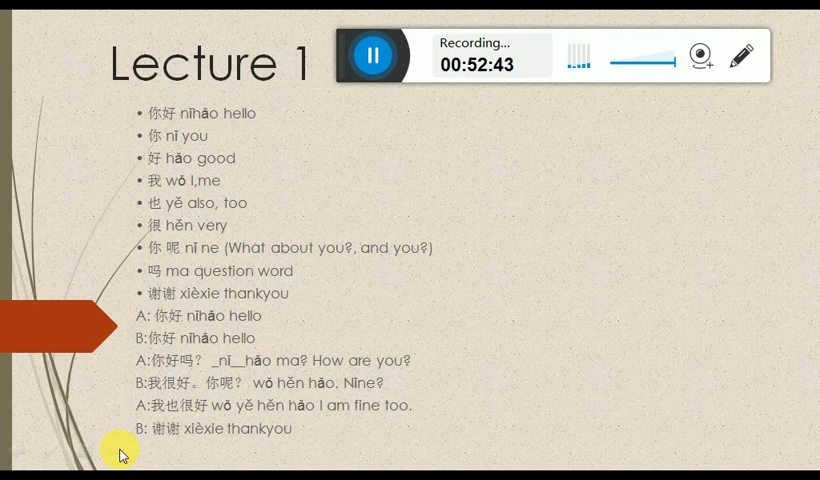 Lecture 1
Recording...
00:52:43
• 你好 nǐhǎo hello
• 你 nǐ you
• 好 hǎo good
• 我 wǒ I,me
• 也 yě also, too
• 很 hěn very
• 你 呢 nǐ ne (What about you?, and you?)
• 吗 ma question word
• 谢谢 xièxie thankyou
A: 你好 nǐhǎo hello
B:你好 nǐhǎo hello
A:你好吗？ _nǐ__hǎo ma? How are you?
B:我很好。你呢？ wǒ hěn hǎo. Nǐne?
A:我也很好 wǒ yě hěn hǎo I am fine too.
B: 谢谢 xièxie thankyou